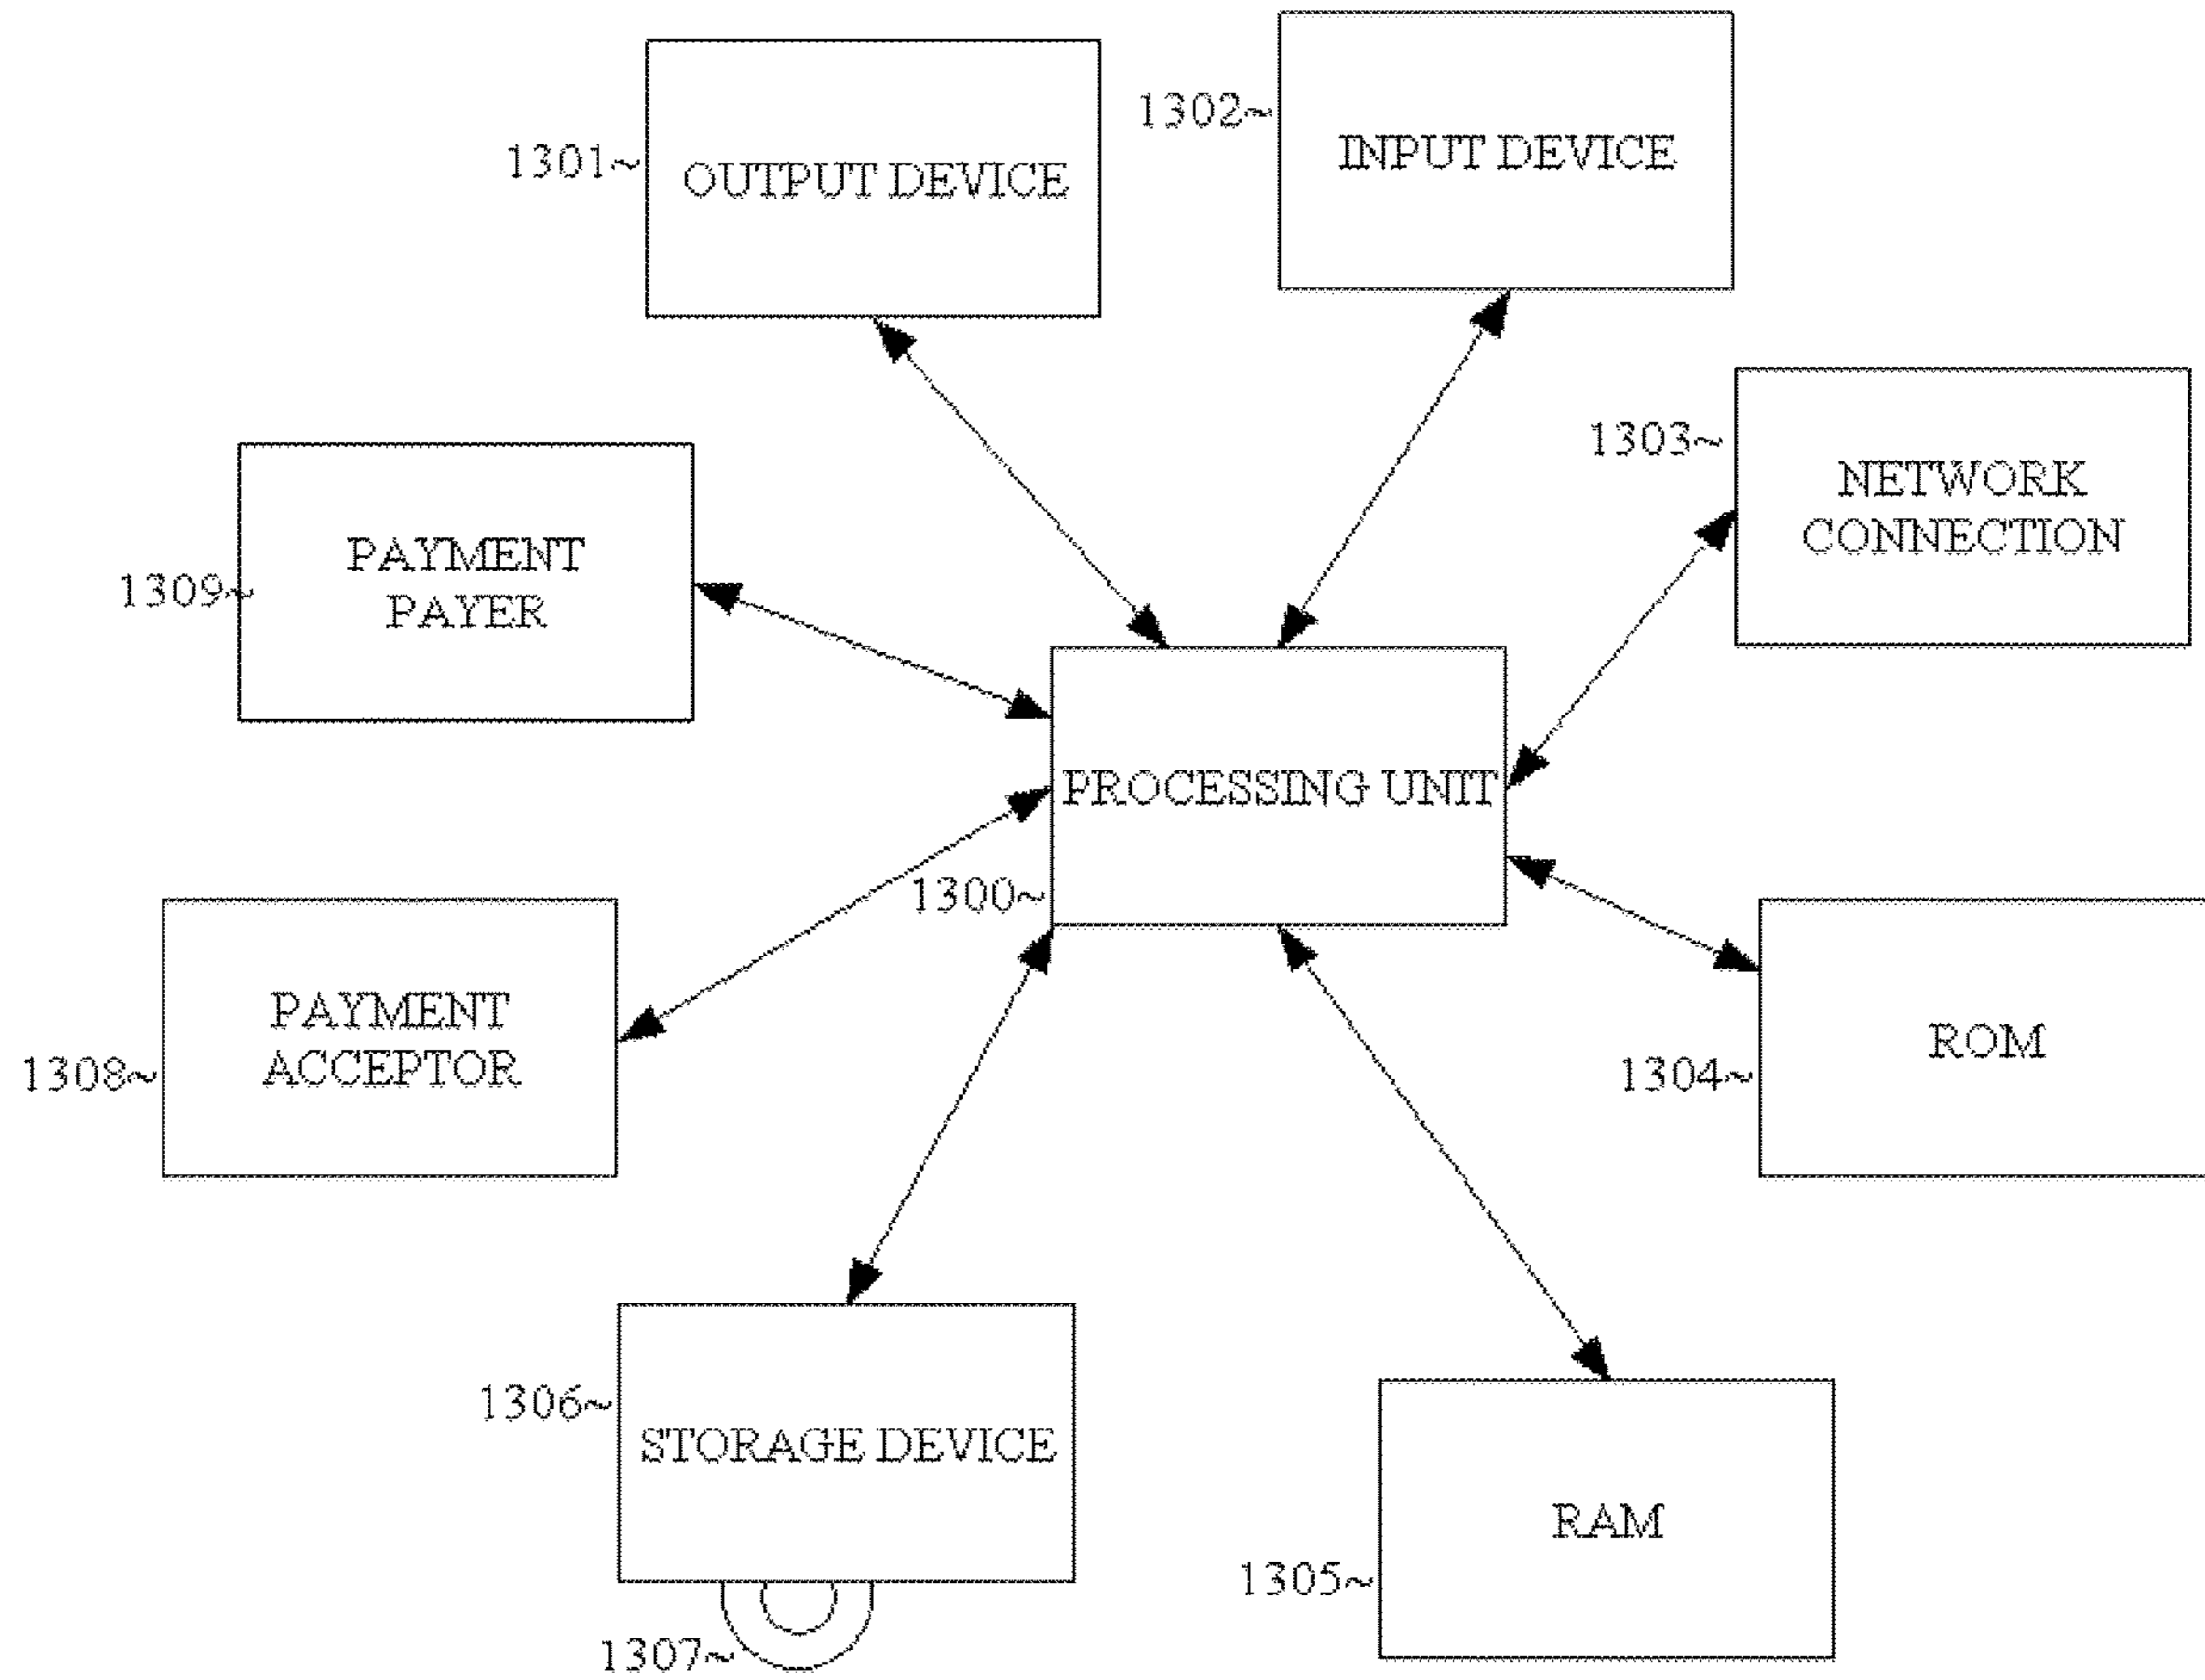 1302~
INPUT DEVICE
1301~
OUTPUT DEVICE
1303~
NETWORK
CONNECTION
1309~
PAYMENT
PAYER
PROCESSING UNIT
1300~
PAYMENT
ACCEPTOR
1308~
ROM
1304~
1306~
STORAGE DEVICE
RAM
1305~
1307~